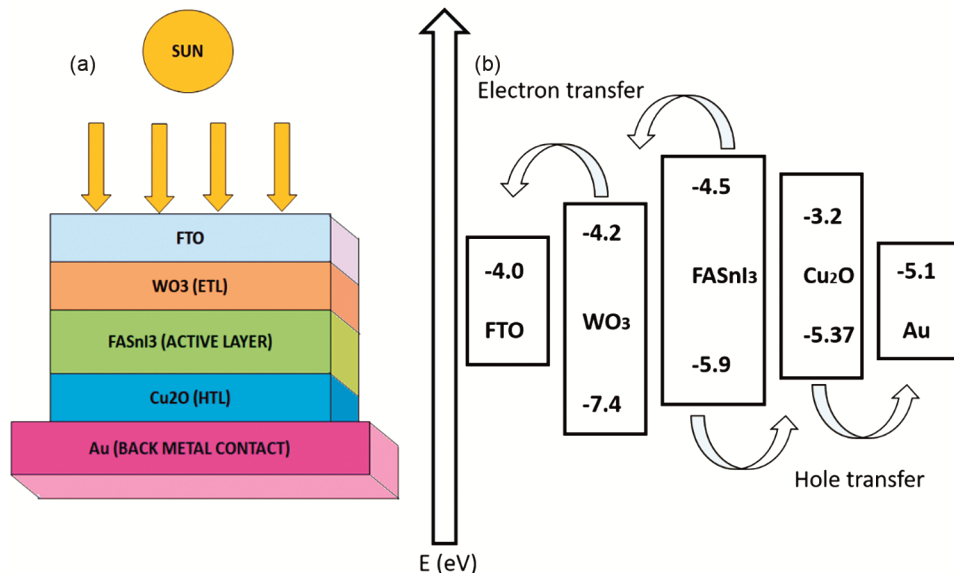 (a)
SUN
FTO
WO3 (ETL)
FASnI3 (ACTIVE LAYER)
Cu2O (HTL)
Au (BACK METAL CONTACT)
E (eV)
(b)
Electron transfer
-4.0
FTO
-4.2
WO₃
-7.4
-4.5
FASnI₃
-5.9
-3.2
Cu₂O
-5.37
-5.1
Au
Hole transfer